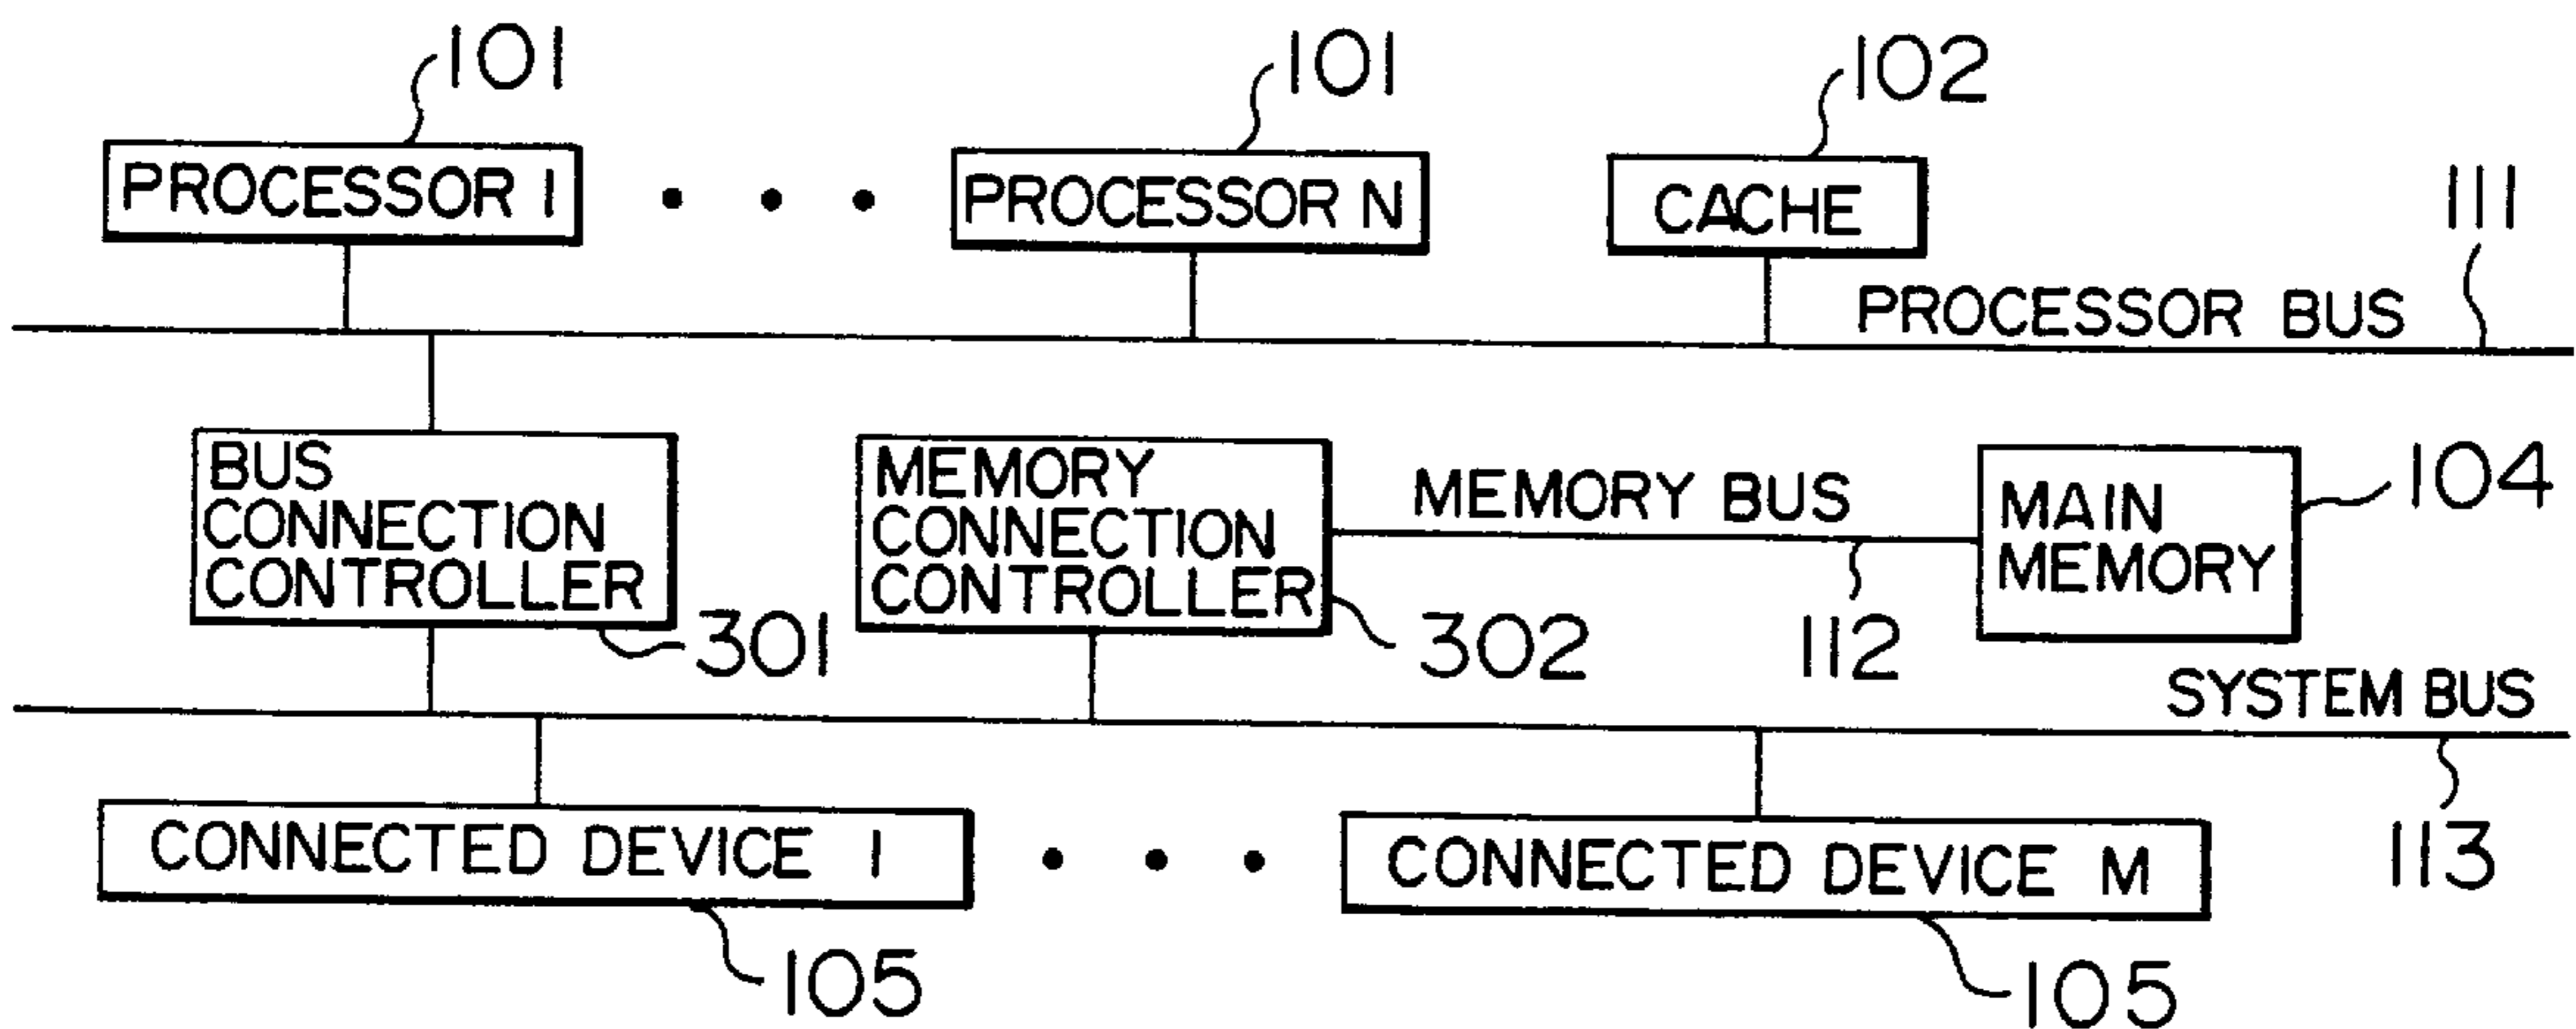 101
101
102
PROCESSOR 1
PROCESSOR N
CACHE
111
PROCESSOR BUS
BUS
CONNECTION
CONTROLLER
301
MEMORY
CONNECTION
CONTROLLER
302
MEMORY BUS
112
MAIN
MEMORY
104
SYSTEM BUS
113
CONNECTED DEVICE 1
CONNECTED DEVICE M
105
105